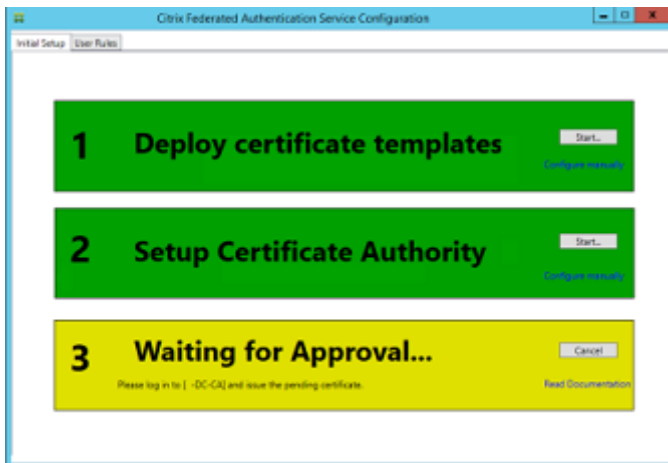 Citrix Federated Authentication Service Configuration
Initial Setup User Rules
1 Deploy certificate templates
Start...
Configure manually
2 Setup Certificate Authority
Start...
Configure manually
3 Waiting for Approval...
Cancel
Please log in to [ -DC-CA] and issue the pending certificate.
Read Documentation